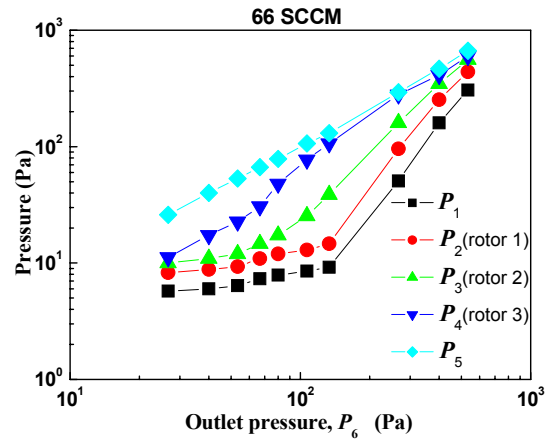 66 SCCM
10³
10²
10¹
10⁰
Pressure (Pa)
P₁
P₂(rotor 1)
P₃(rotor 2)
P₄(rotor 3)
P₅
10¹
10²
10³
Outlet pressure, P₆ (Pa)